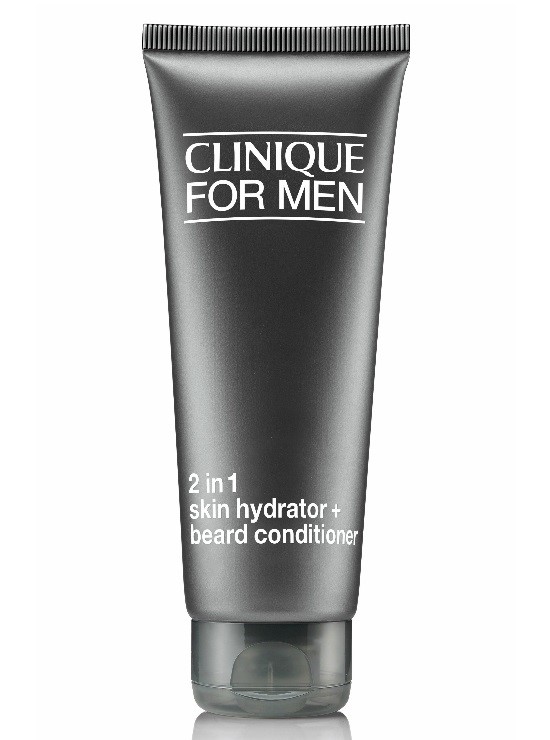 CLINIQUE
FOR MEN
2 in 1
skin hydrator +
beard conditioner